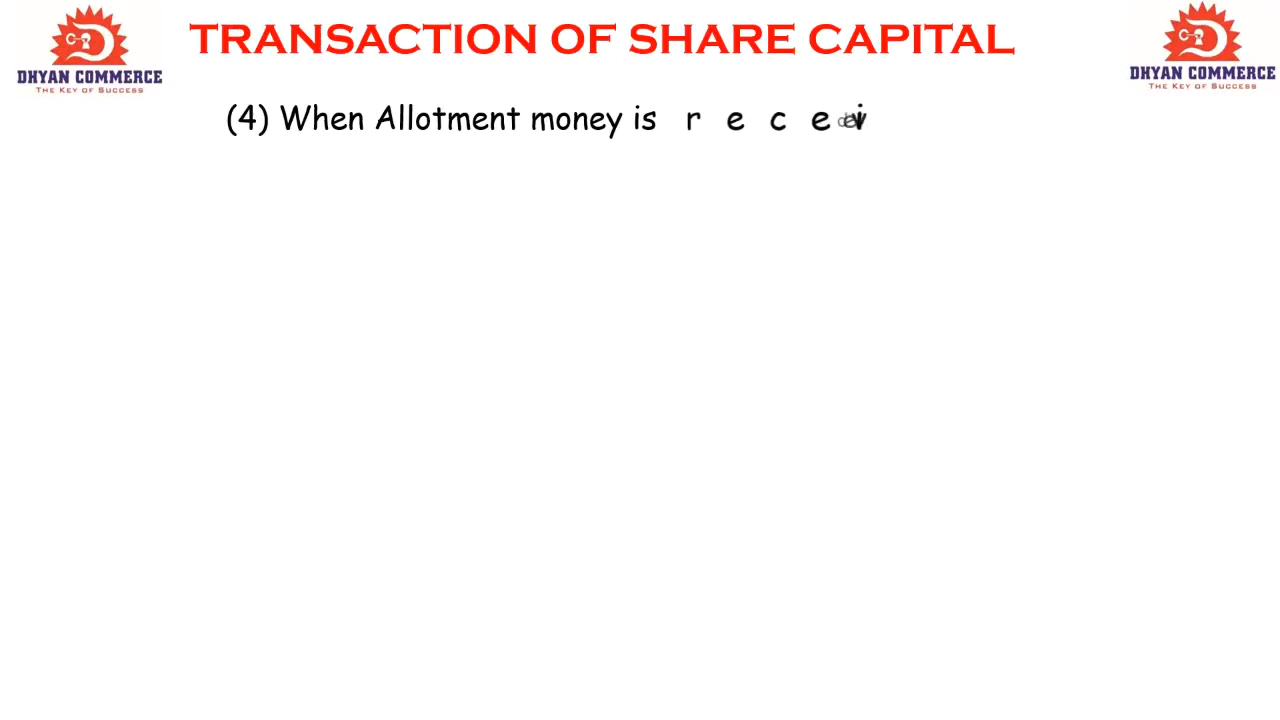 TRANSACTION OF SHARE CAPITAL
DHYAN COMMERCE
THE KEY OF SUCCESS
DHYAN COMMERCE
THE KEY OF SUCCESS
(4) When Allotment money is